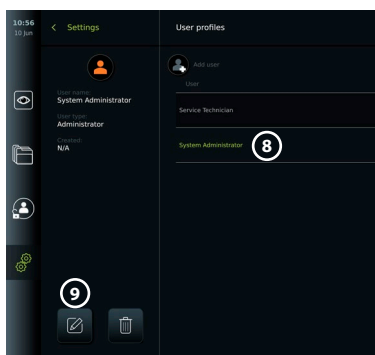 10:56
10 Jun
Settings
User name:
System Administrator
User type:
Administrator
Created:
N/A
9
User profiles
Add user
User
Service Technician
System Administrator
8